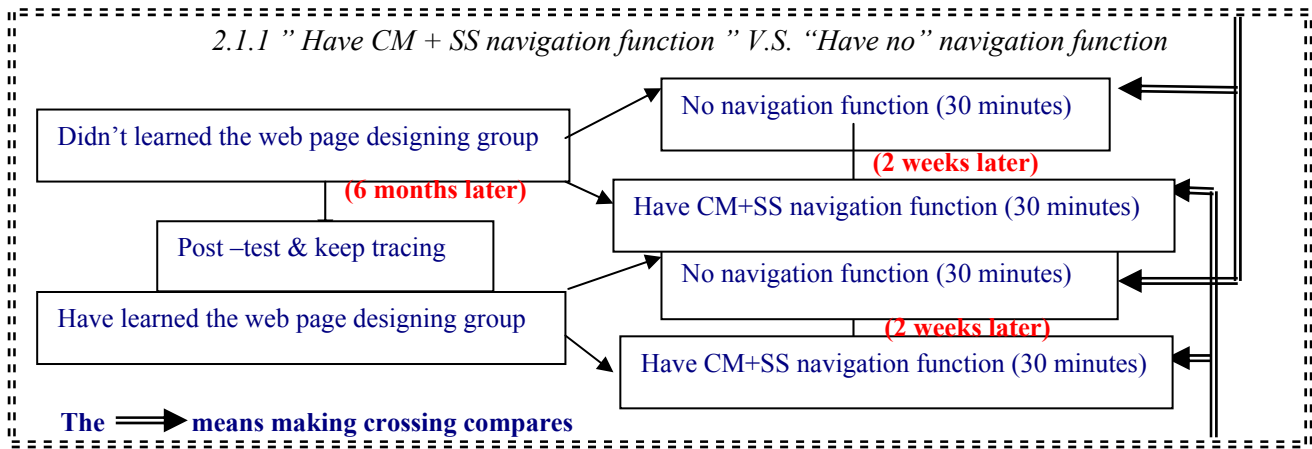 2.1.1 ” Have CM + SS navigation function ” V.S. “Have no” navigation function
No navigation function (30 minutes)
Didn’t learned the web page designing group
(2 weeks later)
(6 months later)
Have CM+SS navigation function (30 minutes)
Post –test & keep tracing
No navigation function (30 minutes)
Have learned the web page designing group
(2 weeks later)
Have CM+SS navigation function (30 minutes)
The means making crossing compares